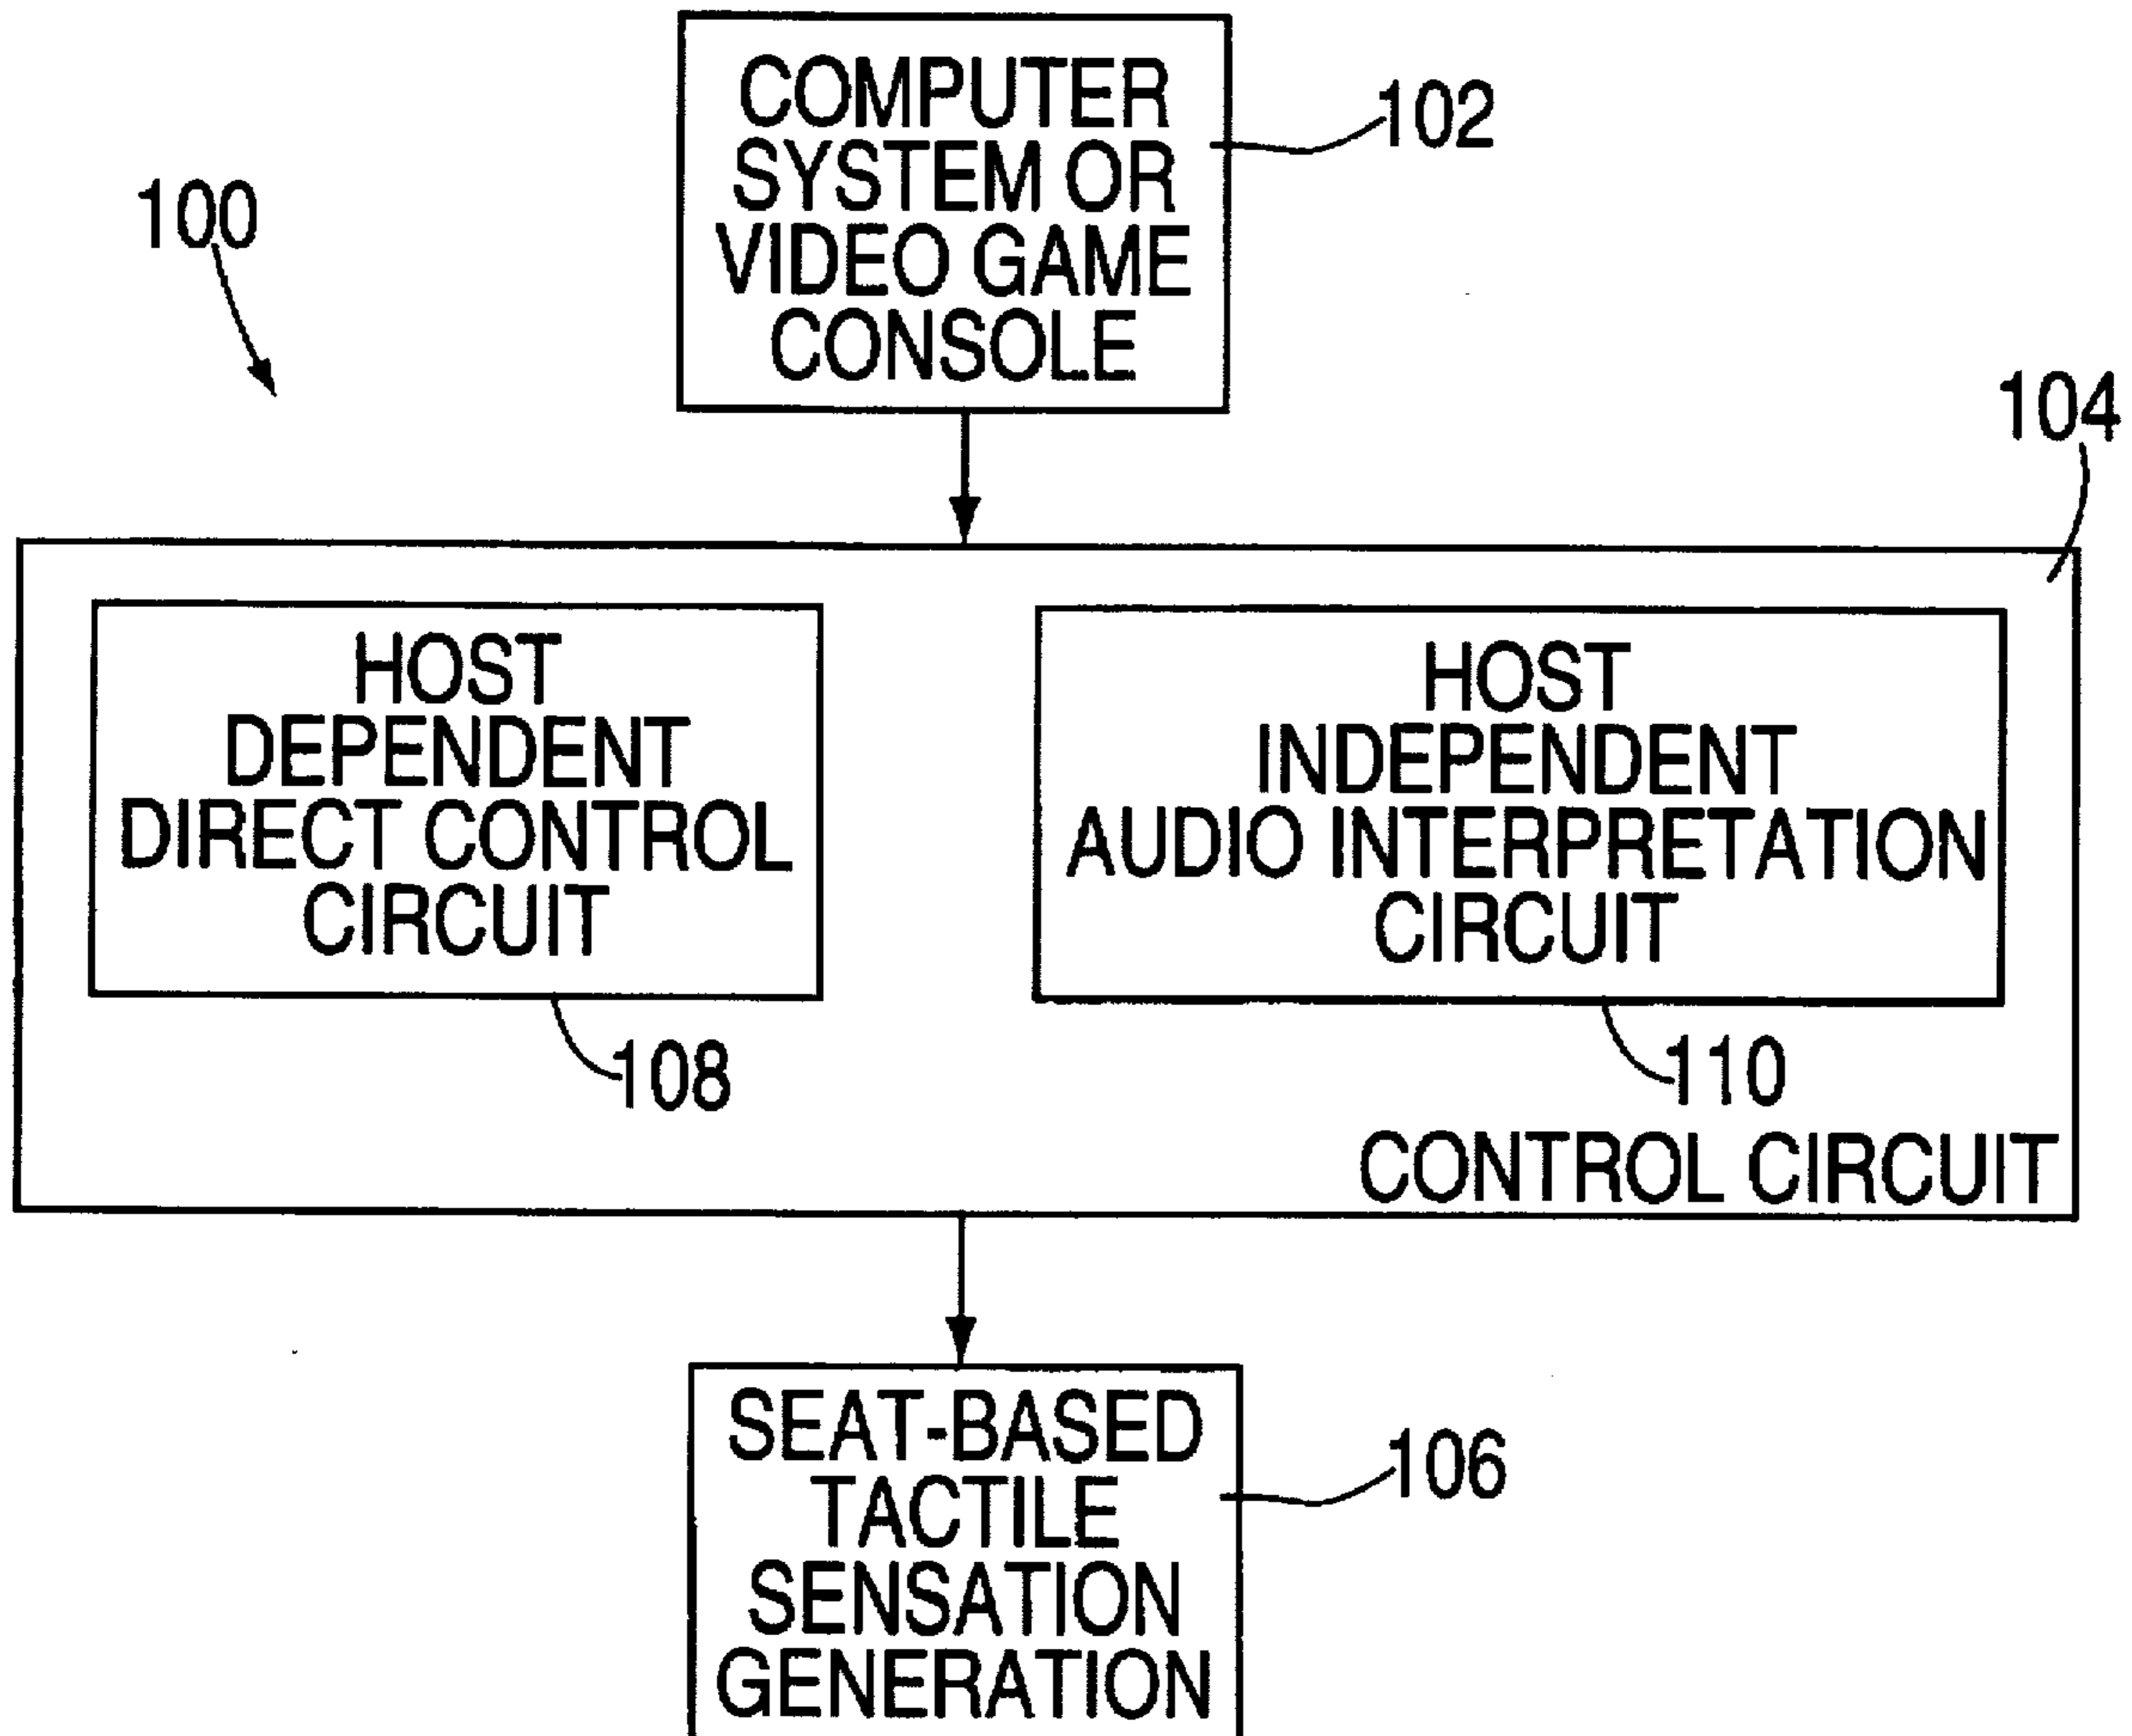 COMPUTER
SYSTEM OR
VIDEO GAME
CONSOLE
102
100
104
HOST
DEPENDENT
DIRECT CONTROL
CIRCUIT
108
HOST
INDEPENDENT
AUDIO INTERPRETATION
CIRCUIT
110
CONTROL CIRCUIT
SEAT-BASED
TACTILE
SENSATION
GENERATION
106